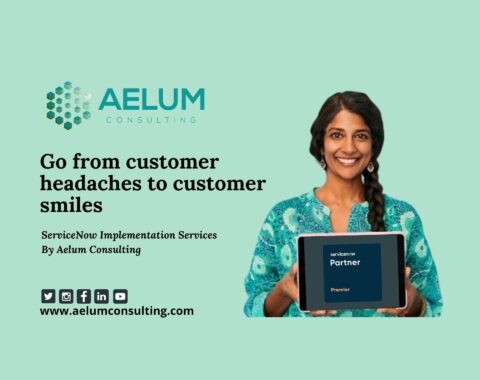 AELUM
CONSULTING
Go from customer
headaches to customer
smiles
ServiceNow Implementation Services
By Aelum Consulting
servicenow
Partner
Premier
www.aelumconsulting.com